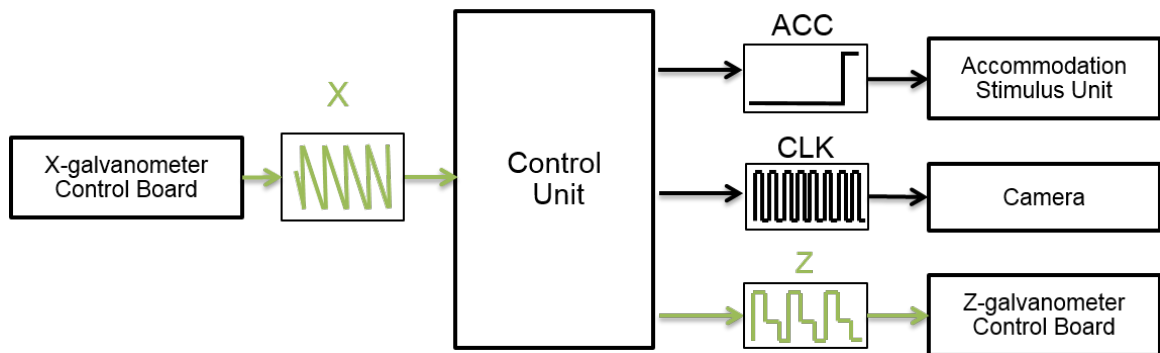 X-galvanometer
Control Board
X
Control
Unit
ACC
Accommodation
Stimulus Unit
CLK
Camera
Z
Z-galvanometer
Control Board